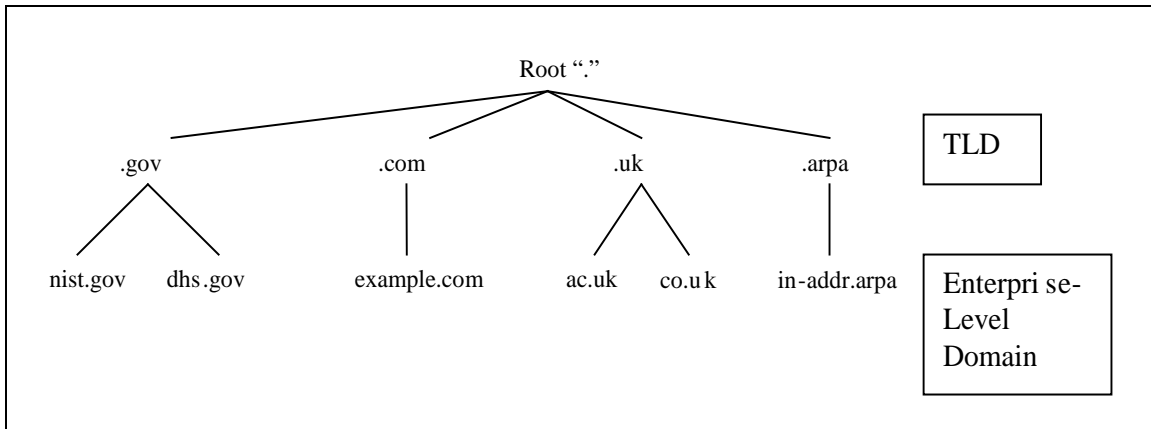 Root “.”
.gov .com .uk .arpa
TLD
nist.gov dhs.gov example.com ac.uk co.uk in-addr.arpa
Enterpri se-
Level
Domain